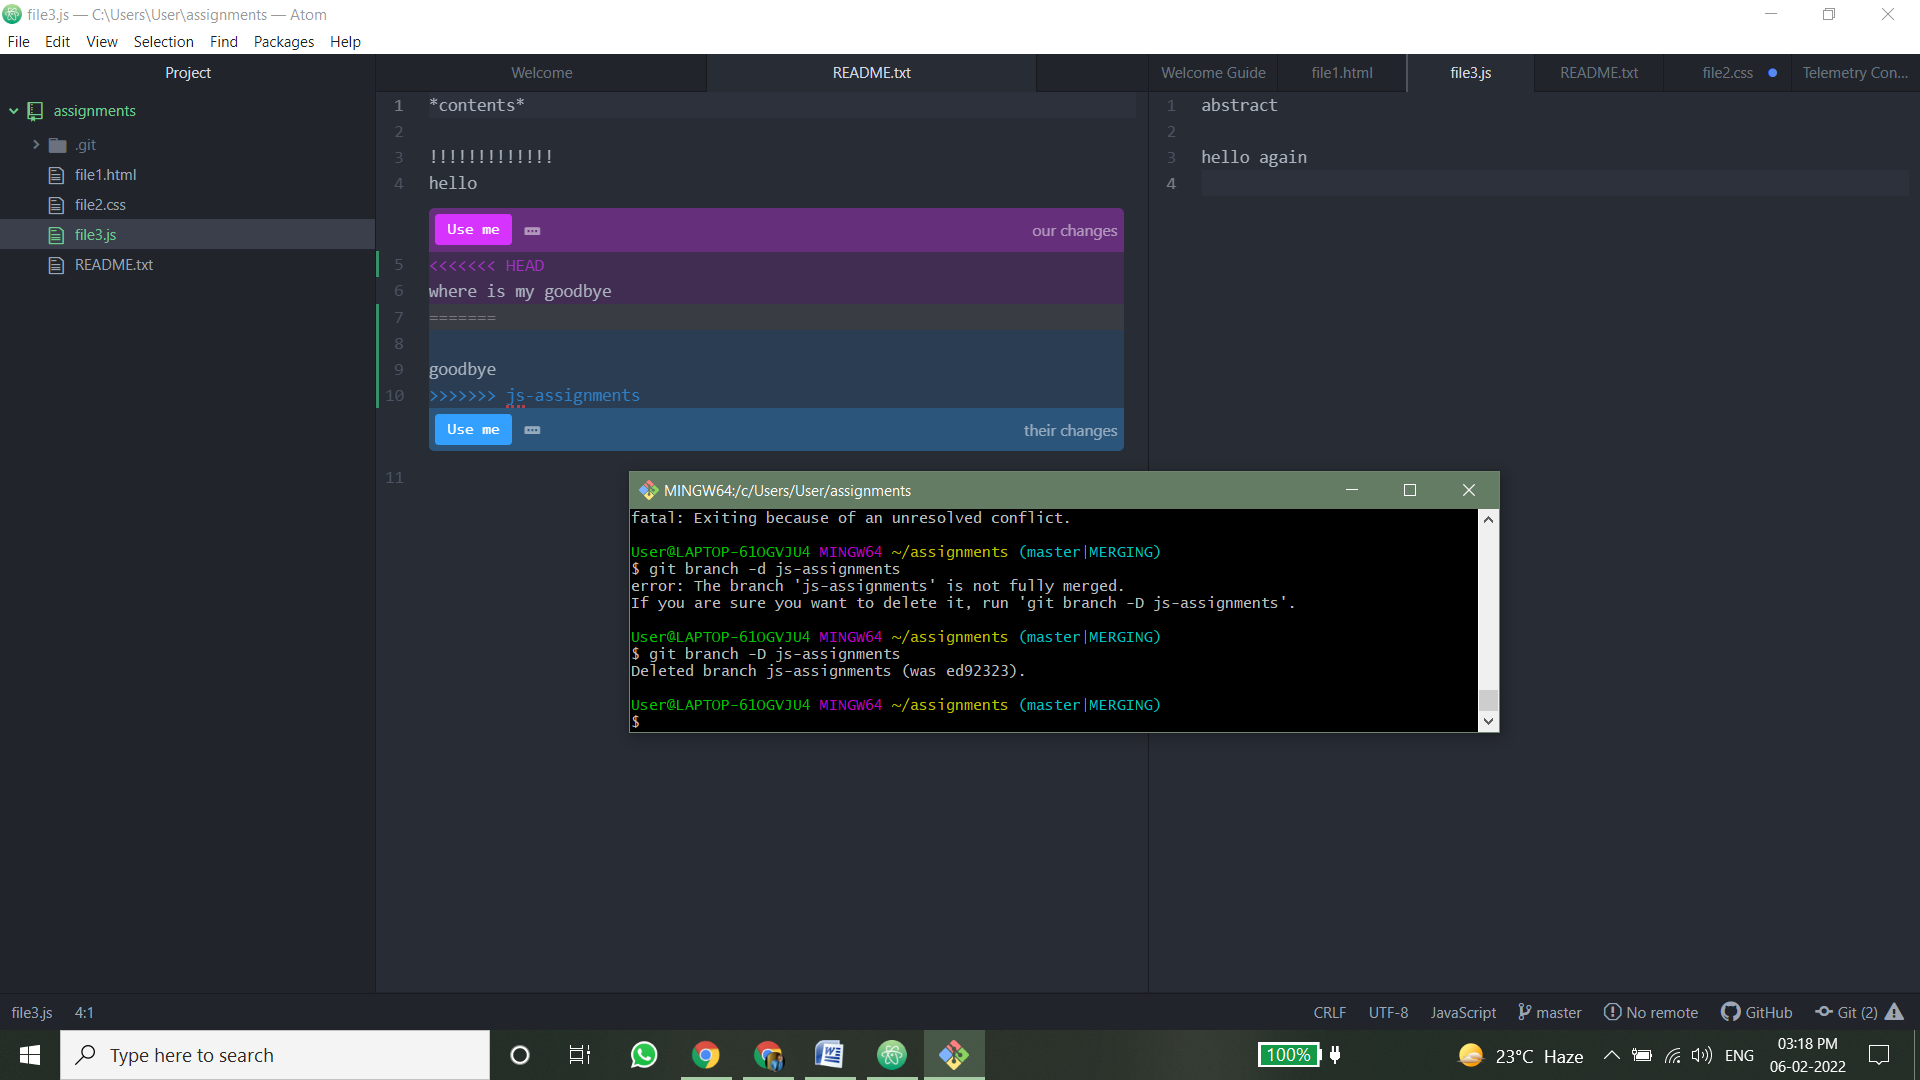 file3.js — C:\Users\User\assignments — Atom
File Edit View Selection Find Packages Help
Project
assignments
.git
file1.html
file2.css
file3.js
README.txt
Welcome README.txt
1 *contents*
2
3 !!!!!!!!!!!!!
4 hello
Use me our changes
5 <<<<<<< HEAD
6 where is my goodbye
7 =======
8
9 goodbye
10 >>>>>>> js-assignments
Use me their changes
11
Welcome Guide file1.html file3.js README.txt file2.css Telemetry Con...
1 abstract
2
3 hello again
4
MINGW64:/c/Users/User/assignments
fatal: Exiting because of an unresolved conflict.
User@LAPTOP-61OGVJU4 MINGW64 ~/assignments (master|MERGING)
$ git branch -d js-assignments
error: The branch 'js-assignments' is not fully merged.
If you are sure you want to delete it, run 'git branch -D js-assignments'.
User@LAPTOP-61OGVJU4 MINGW64 ~/assignments (master|MERGING)
$ git branch -D js-assignments
Deleted branch js-assignments (was ed92323).
User@LAPTOP-61OGVJU4 MINGW64 ~/assignments (master|MERGING)
$
file3.js 4:1 CRLF UTF-8 JavaScript master No remote GitHub Git (2)
Type here to search
100%
23°C Haze
ENG
03:18 PM
06-02-2022